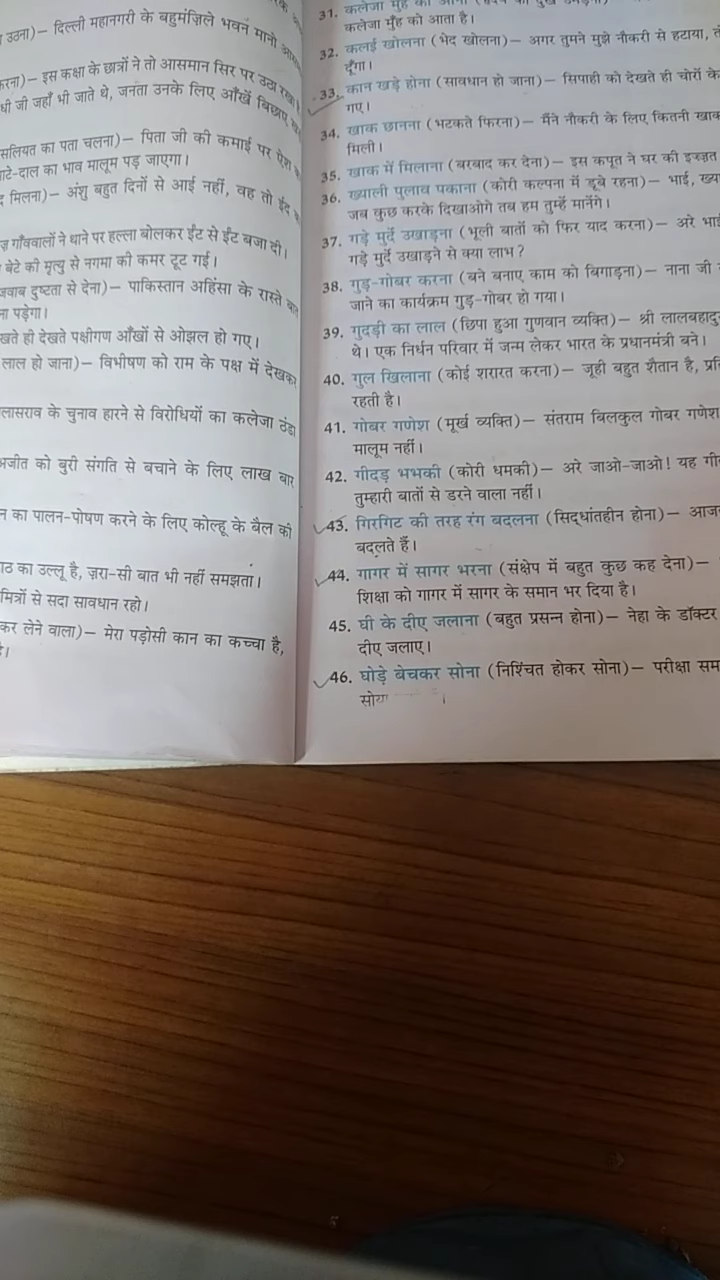 उठना)– दिल्ली महानगरी के बहुमंज़िले भवन मानो
करना)– इस कक्षा के छात्रों ने तो आसमान सिर पर उठा रखा
धी जी जहाँ भी जाते थे, जनता उनके लिए आँखें बिछाए
सलियत का पता चलना)– पिता जी की कमाई पर ऐश
आटे-दाल का भाव मालूम पड़ जाएगा।
मिलना)– अंशु बहुत दिनों से आई नहीं, वह तो ईद
गाँववालों ने थाने पर हल्ला बोलकर ईंट से ईंट बजा दी।
बेटे की मृत्यु से नगमा की कमर टूट गई।
जवाब दुष्टता से देना)– पाकिस्तान अहिंसा के रास्ते
ना पड़ेगा।
खते ही देखते पक्षीगण आँखों से ओझल हो गए।
लाल हो जाना)– विभीषण को राम के पक्ष में देखकर
लासराव के चुनाव हारने से विरोधियों का कलेजा ठंडा
अजीत को बुरी संगति से बचाने के लिए लाख बार
न का पालन-पोषण करने के लिए कोल्हू के बैल की
ाठ का उल्लू है, ज़रा-सी बात भी नहीं समझता।
मित्रों से सदा सावधान रहो।
कर लेने वाला)– मेरा पड़ोसी कान का कच्चा है,
है।
31. कलेजा मुँह को आना
कलेजा मुँह को आता है।
32. कलई खोलना (भेद खोलना)– अगर तुमने मुझे नौकरी से हटाया,
दूँगा।
33. कान खड़े होना (सावधान हो जाना)– सिपाही को देखते ही चोरों के
गए।
34. खाक छानना (भटकते फिरना)– मैंने नौकरी के लिए कितनी खाक
मिली।
35. खाक में मिलाना (बरबाद कर देना)– इस कपूत ने घर की इज़्ज़त
36. ख्याली पुलाव पकाना (कोरी कल्पना में डूबे रहना)– भाई, ख्या
जब कुछ करके दिखाओगे तब हम तुम्हें मानेंगे।
37. गड़े मुर्दे उखाड़ना (भूली बातों को फिर याद करना)– अरे भाई
गड़े मुर्दे उखाड़ने से क्या लाभ?
38. गुड़-गोबर करना (बने बनाए काम को बिगाड़ना)– नाना जी
जाने का कार्यक्रम गुड़-गोबर हो गया।
39. गुदड़ी का लाल (छिपा हुआ गुणवान व्यक्ति)– श्री लालबहादु
थे। एक निर्धन परिवार में जन्म लेकर भारत के प्रधानमंत्री बने।
40. गुल खिलाना (कोई शरारत करना)– जूही बहुत शैतान है, प्रति
रहती है।
41. गोबर गणेश (मूर्ख व्यक्ति)– संतराम बिलकुल गोबर गणेश
मालूम नहीं।
42. गीदड़ भभकी (कोरी धमकी)– अरे जाओ-जाओ! यह गी
तुम्हारी बातों से डरने वाला नहीं।
43. गिरगिट की तरह रंग बदलना (सिद्धांतहीन होना)– आज
बदलते हैं।
44. गागर में सागर भरना (संक्षेप में बहुत कुछ कह देना)–
शिक्षा को गागर में सागर के समान भर दिया है।
45. घी के दीए जलाना (बहुत प्रसन्न होना)– नेहा के डॉक्टर
दीए जलाए।
46. घोड़े बेचकर सोना (निश्चिंत होकर सोना)– परीक्षा सम
सोया